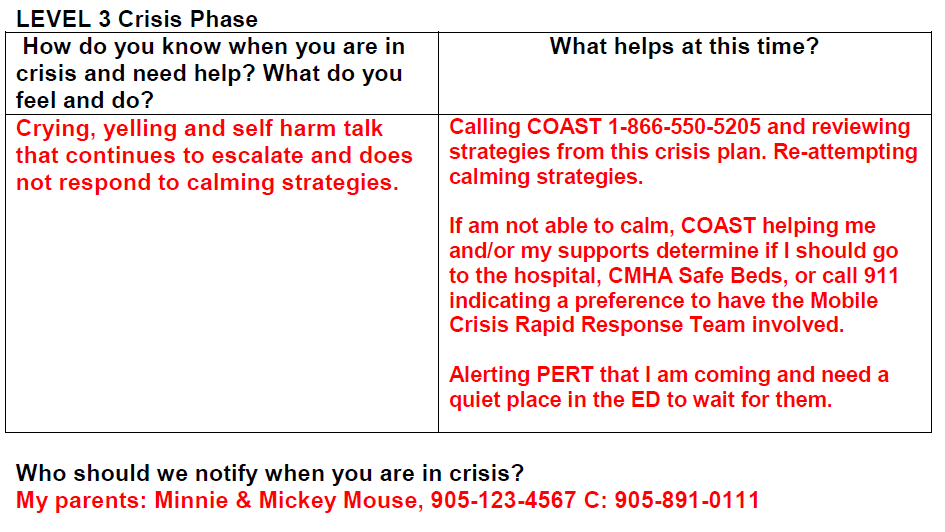 LEVEL 3 Crisis Phase
How do you know when you are in
crisis and need help? What do you
feel and do?
What helps at this time?
Crying, yelling and self harm talk
that continues to escalate and does
not respond to calming strategies.
Calling COAST 1-866-550-5205 and reviewing
strategies from this crisis plan. Re-attempting
calming strategies.
If am not able to calm, COAST helping me
and/or my supports determine if I should go
to the hospital, CMHA Safe Beds, or call 911
indicating a preference to have the Mobile
Crisis Rapid Response Team involved.
Alerting PERT that I am coming and need a
quiet place in the ED to wait for them.
Who should we notify when you are in crisis?
My parents: Minnie & Mickey Mouse, 905-123-4567 C: 905-891-0111